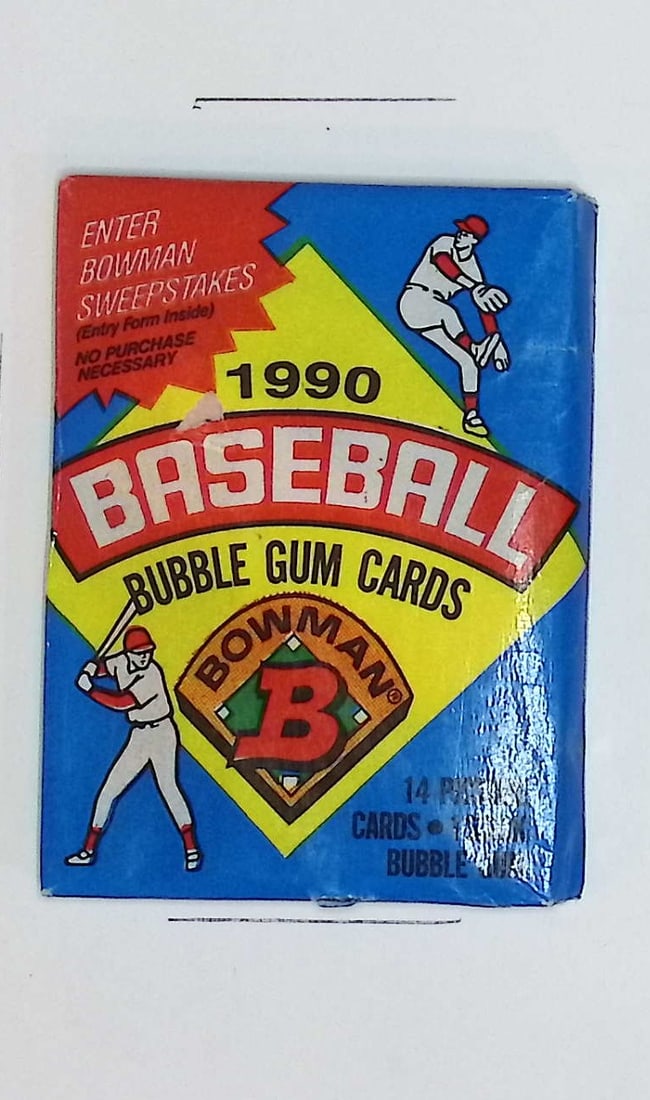 ENTER
BOWMAN
SWEEPSTAKES
(Entry Form Inside)
NO PURCHASE
NECESSARY
1990
BASEBALL
BUBBLE GUM CARDS
BOWMAN®
B
14
CARDS •
BUBBLE